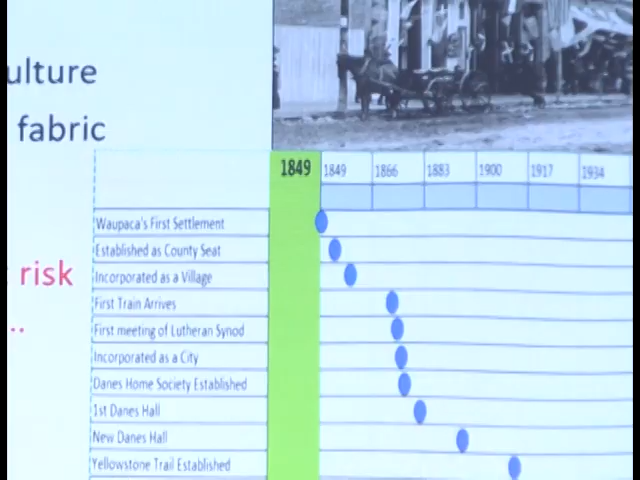 ulture
fabric
risk
..
1849 1849 1866 1883 1900 1917 1934
Waupaca's First Settlement
Established as County Seat
Incorporated as a Village
First Train Arrives
First meeting of Lutheran Synod
Incorporated as a City
Danes Home Society Established
1st Danes Hall
New Danes Hall
Yellowstone Trail Established